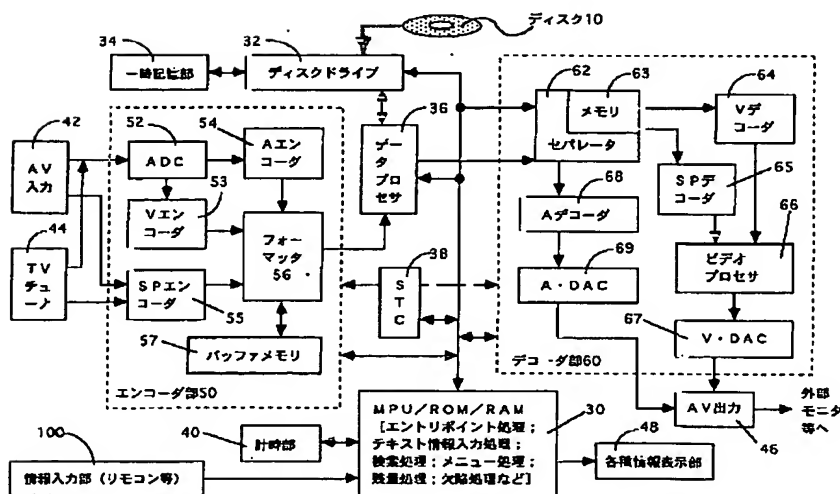 ディスク10
34
32
一時記憶部
ディスクドライブ
62
63
64
42
52
54
36
メモリ
セパレータ
Vデ
コーダ
AV入力
ADC
Aエン
コーダ
データプロセサ
53
Vエン
コーダ
68
SPデ
コーダ
65
Aデコーダ
66
44
TV
チューナ
フォー
マッタ
56
38
STC
69
ビデオ
プロセサ
SPエン
コーダ
55
A・DAC
67
57
バッファメモリ
V・DAC
エンコーダ部50
デコーダ部60
MPU/ROM/RAM
[エントリポイント処理;
テキスト情報入力処理;
検索処理;メニュー処理;
残量処理;欠陥処理など]
30
AV出力
46
外部
モニタ
等へ
40
計時部
48
各種情報表示部
100
情報入力部(リモコン等)